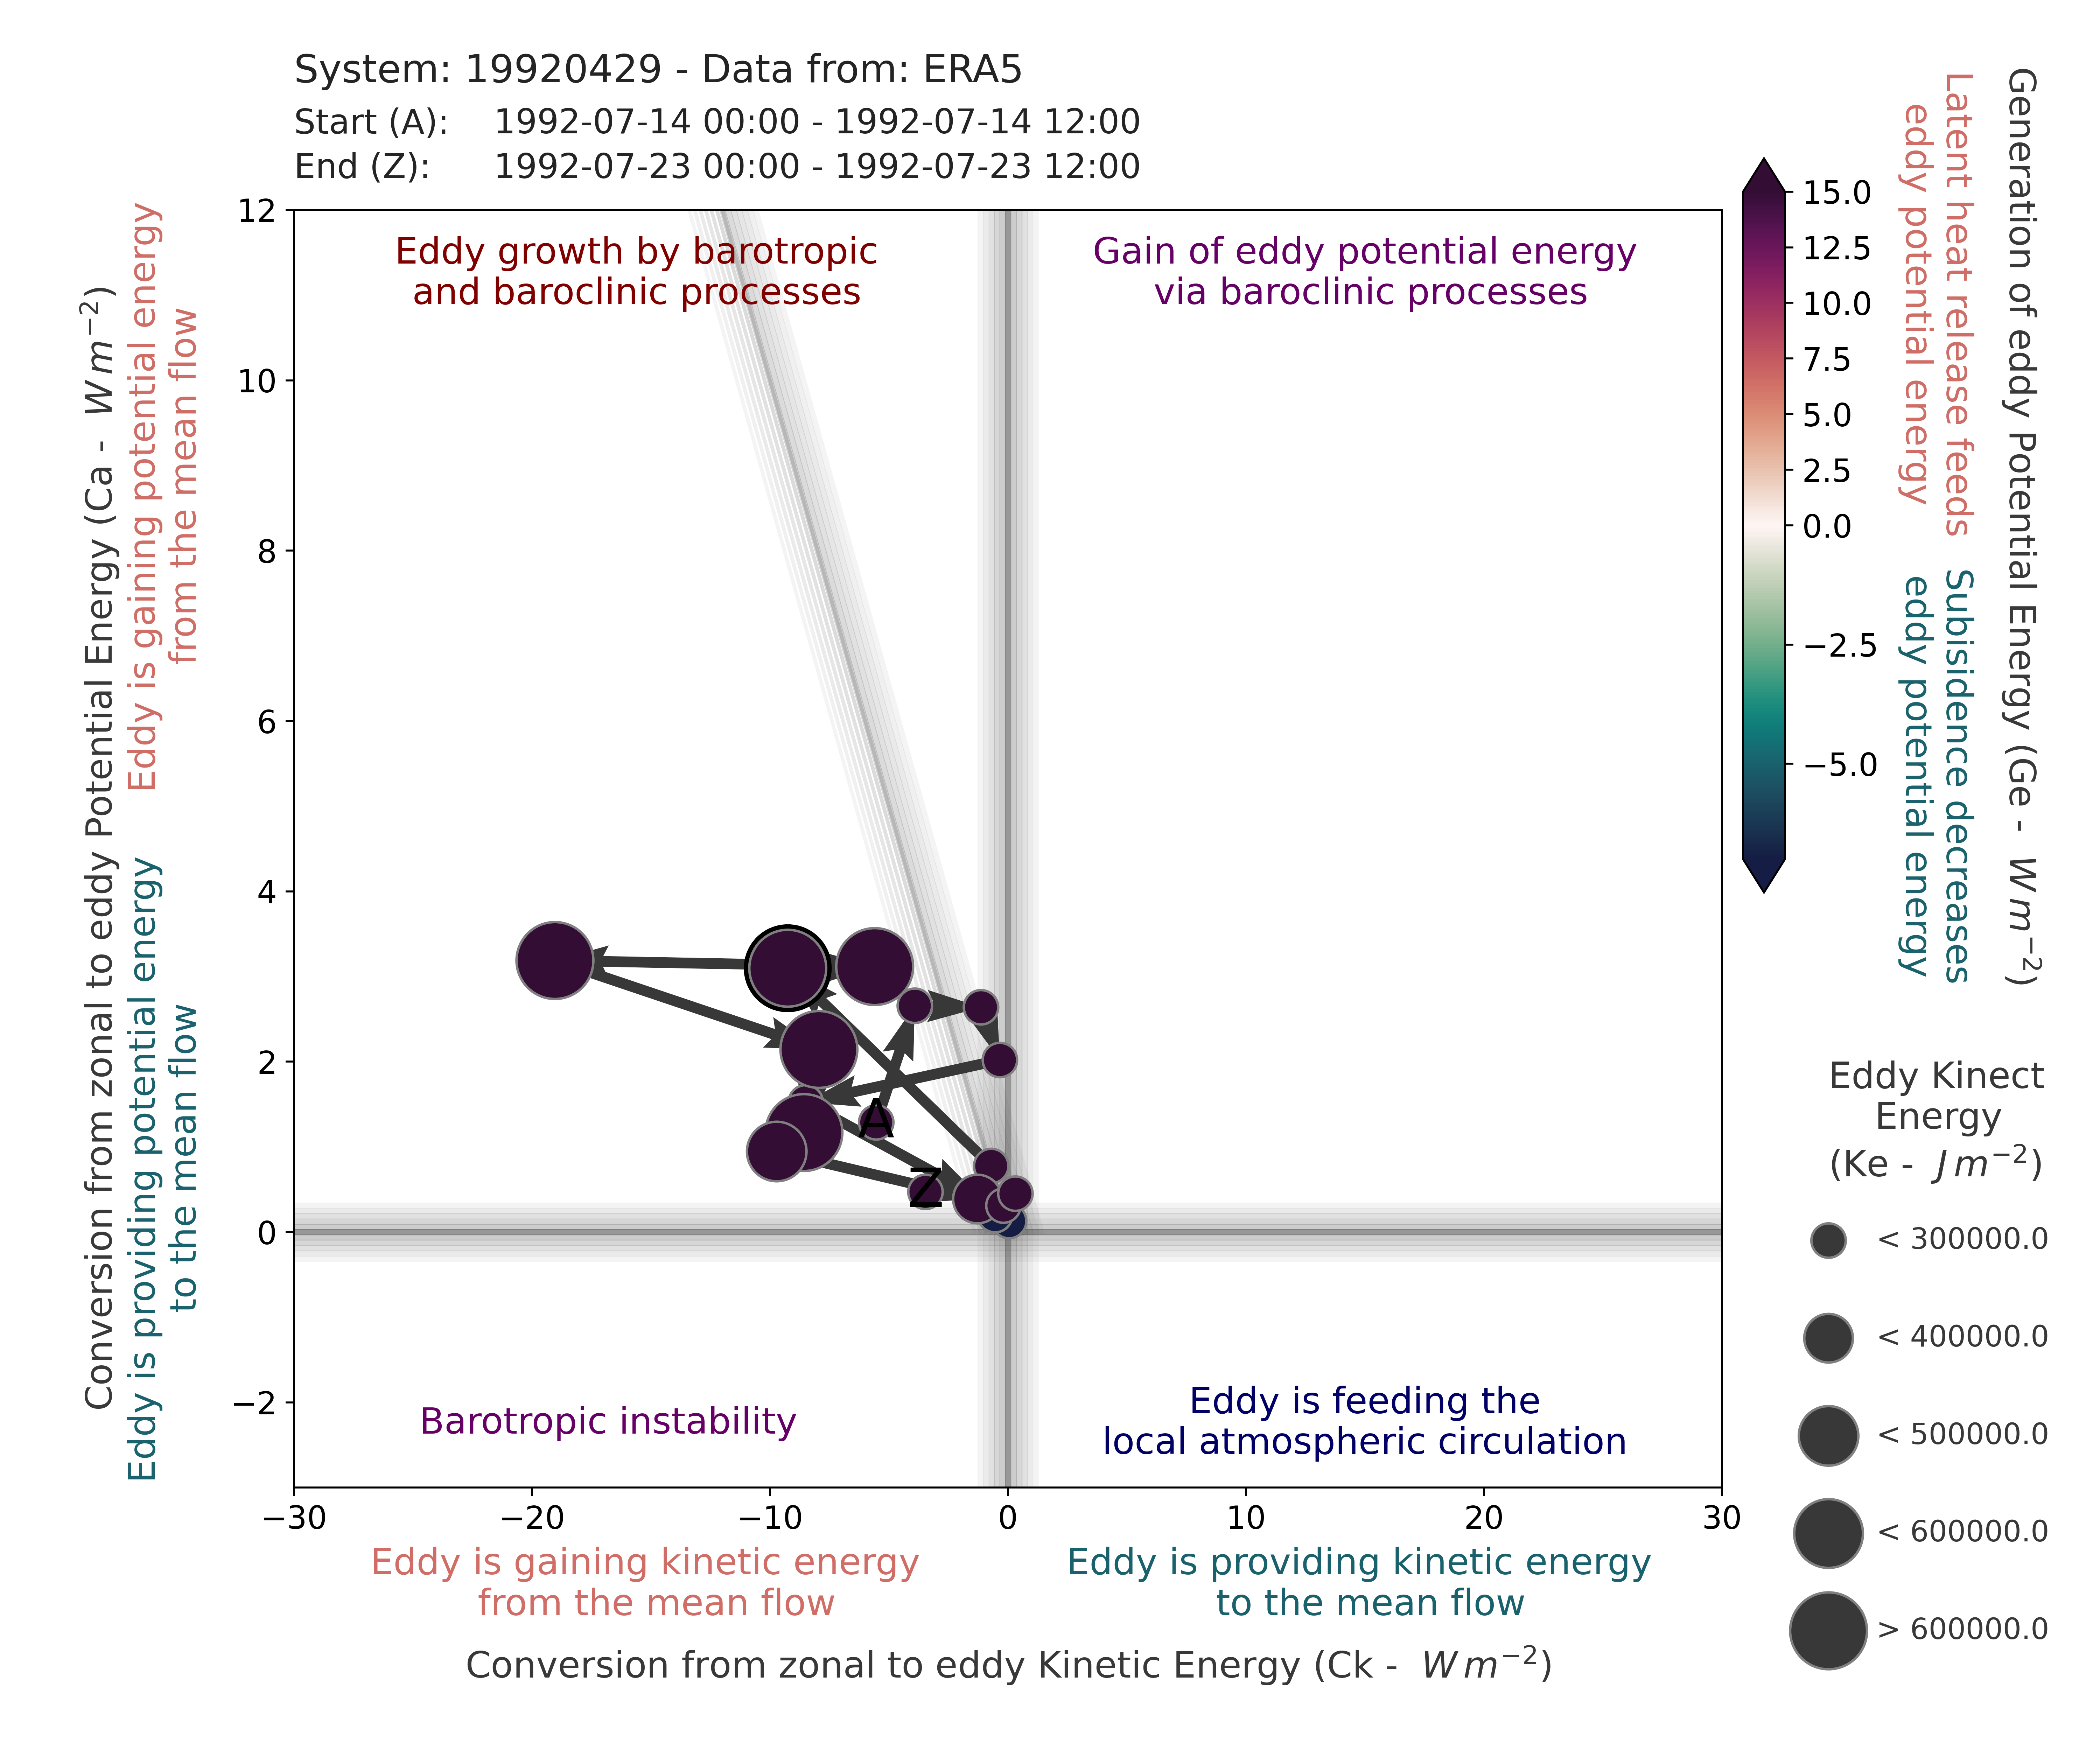 System: 19920429 - Data from: ERA5
Start (A): 1992-07-14 00:00 - 1992-07-14 12:00
End (Z): 1992-07-23 00:00 - 1992-07-23 12:00
Conversion from zonal to eddy Potential Energy (Ca - W m⁻²)
Eddy is gaining potential energy
from the mean flow
Eddy is providing potential energy
to the mean flow
12
10
8
6
4
2
0
−2
Eddy growth by barotropic
and baroclinic processes
Gain of eddy potential energy
via baroclinic processes
A
Z
Barotropic instability
Eddy is feeding the
local atmospheric circulation
−30
−20
−10
0
10
20
30
Eddy is gaining kinetic energy
from the mean flow
Eddy is providing kinetic energy
to the mean flow
Conversion from zonal to eddy Kinetic Energy (Ck - W m⁻²)
15.0
12.5
10.0
7.5
5.0
2.5
0.0
−2.5
−5.0
Latent heat release feeds
eddy potential energy
Subisidence decreases
eddy potential energy
Generation of eddy Potential Energy (Ge - W m⁻²)
Eddy Kinect
Energy
(Ke - J m⁻²)
< 300000.0
< 400000.0
< 500000.0
< 600000.0
> 600000.0